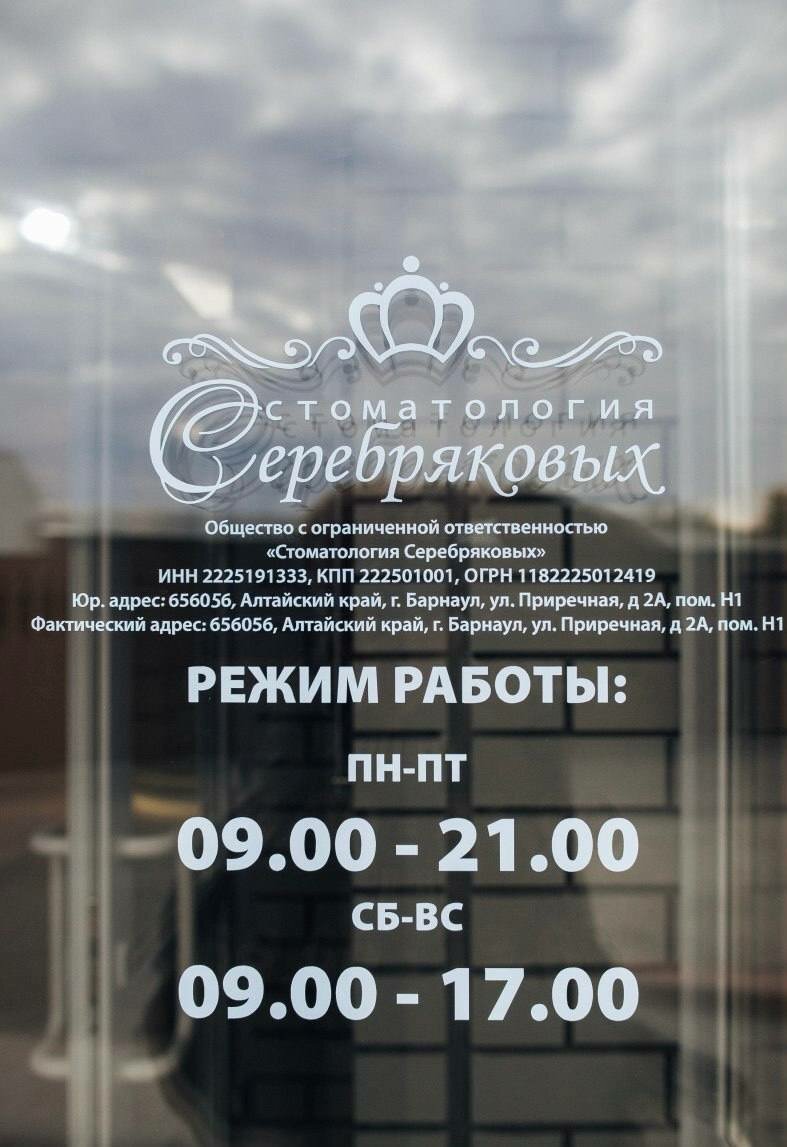 СТОМАТОЛОГИЯ
Серебряковых
Общество с ограниченной ответственностью
«Стоматология Серебряковых»
ИНН 2225191333, КПП 222501001, ОГРН 1182225012419
Юр. адрес: 656056, Алтайский край, г. Барнаул, ул. Приречная, д 2А, пом. Н1
Фактический адрес: 656056, Алтайский край, г. Барнаул, ул. Приречная, д 2А, пом. Н1
РЕЖИМ РАБОТЫ:
ПН-ПТ
09.00 - 21.00
СБ-ВС
09.00 - 17.00